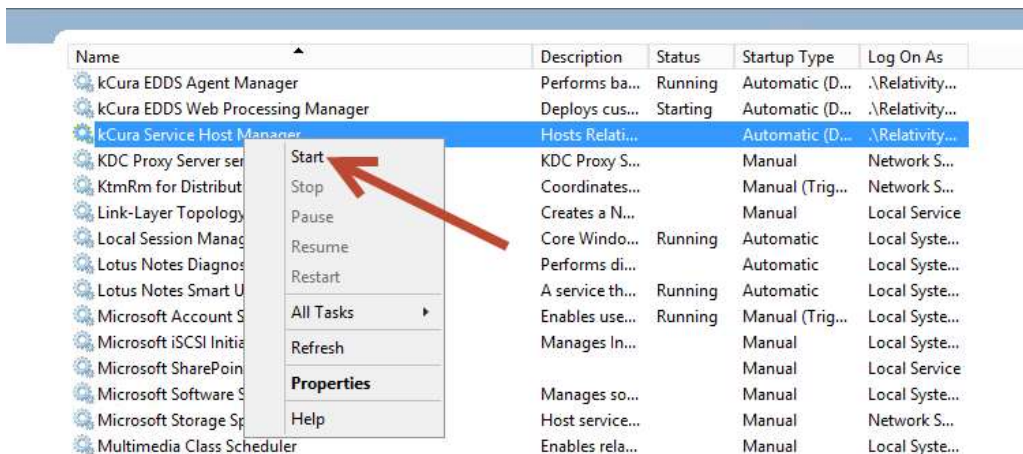 Name Description Status Startup Type Log On As
kCura EDDS Agent Manager Performs ba... Running Automatic (D... .\Relativity...
kCura EDDS Web Processing Manager Deploys cus... Starting Automatic (D... .\Relativity...
kCura Service Host Manager Hosts Relati... Automatic (D... .\Relativity...
KDC Proxy Server ser Start KDC Proxy S... Manual Network S...
KtmRm for Distribut Stop Coordinates... Manual (Trig... Network S...
Link-Layer Topology Pause Creates a N... Manual Local Service
Local Session Manag Resume Core Windo... Running Automatic Local Syste...
Lotus Notes Diagnos Restart Performs di... Automatic Local Syste...
Lotus Notes Smart U A service th... Running Automatic Local Syste...
Microsoft Account S All Tasks Enables use... Running Manual (Trig... Local Syste...
Microsoft iSCSI Initia Refresh Manages In... Manual Local Syste...
Microsoft SharePoin Manual Local Service
Microsoft Software S Properties Manages so... Manual Local Syste...
Microsoft Storage Sp Help Host service... Manual Network S...
Multimedia Class Scheduler Enables rela... Manual Local Syste...